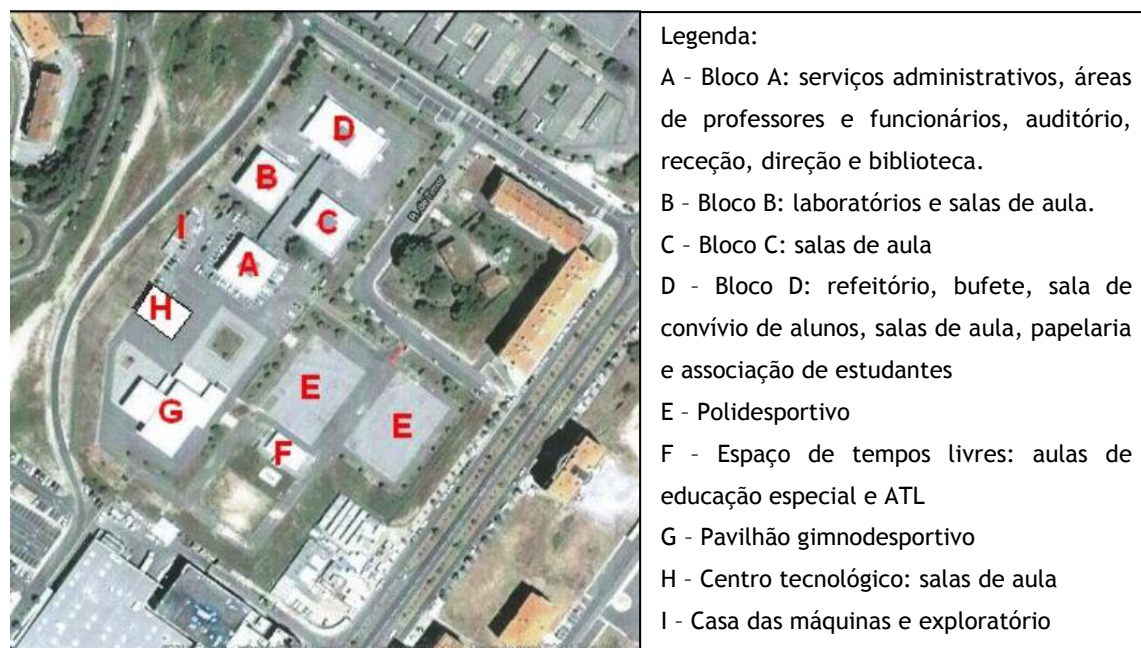 D
B
C
I
A
H
E
G
E
F
Legenda:
A - Bloco A: serviços administrativos, áreas
de professores e funcionários, auditório,
receção, direção e biblioteca.
B - Bloco B: laboratórios e salas de aula.
C - Bloco C: salas de aula
D - Bloco D: refeitório, bufete, sala de
convívio de alunos, salas de aula, papelaria
e associação de estudantes
E - Polidesportivo
F - Espaço de tempos livres: aulas de
educação especial e ATL
G - Pavilhão gimnodesportivo
H - Centro tecnológico: salas de aula
I - Casa das máquinas e exploratório